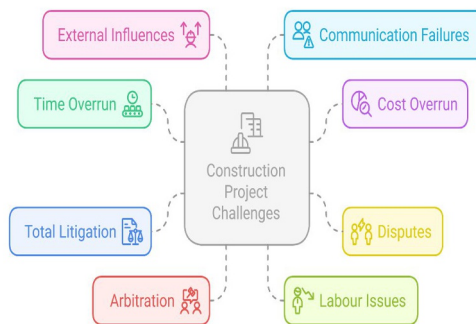 External Influences
Communication Failures
Time Overrun
Cost Overrun
Construction
Project
Challenges
Total Litigation
Disputes
Arbitration
Labour Issues